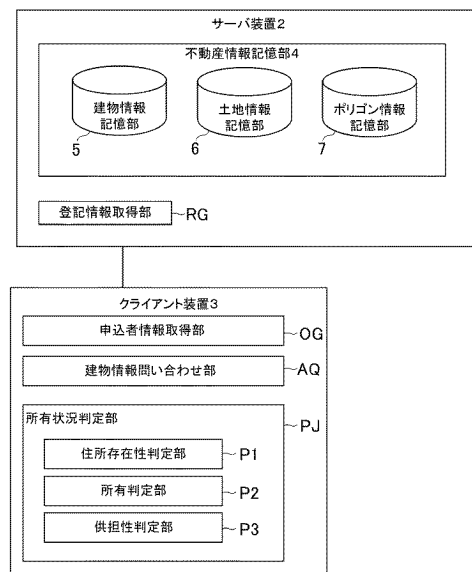 サーバ装置2
不動産情報記憶部4
建物情報
記憶部
5
土地情報
記憶部
6
ポリゴン情報
記憶部
7
登記情報取得部
RG
クライアント装置3
申込者情報取得部
OG
建物情報問い合わせ部
AQ
所有状況判定部
PJ
住所存在性判定部
P1
所有判定部
P2
供担性判定部
P3